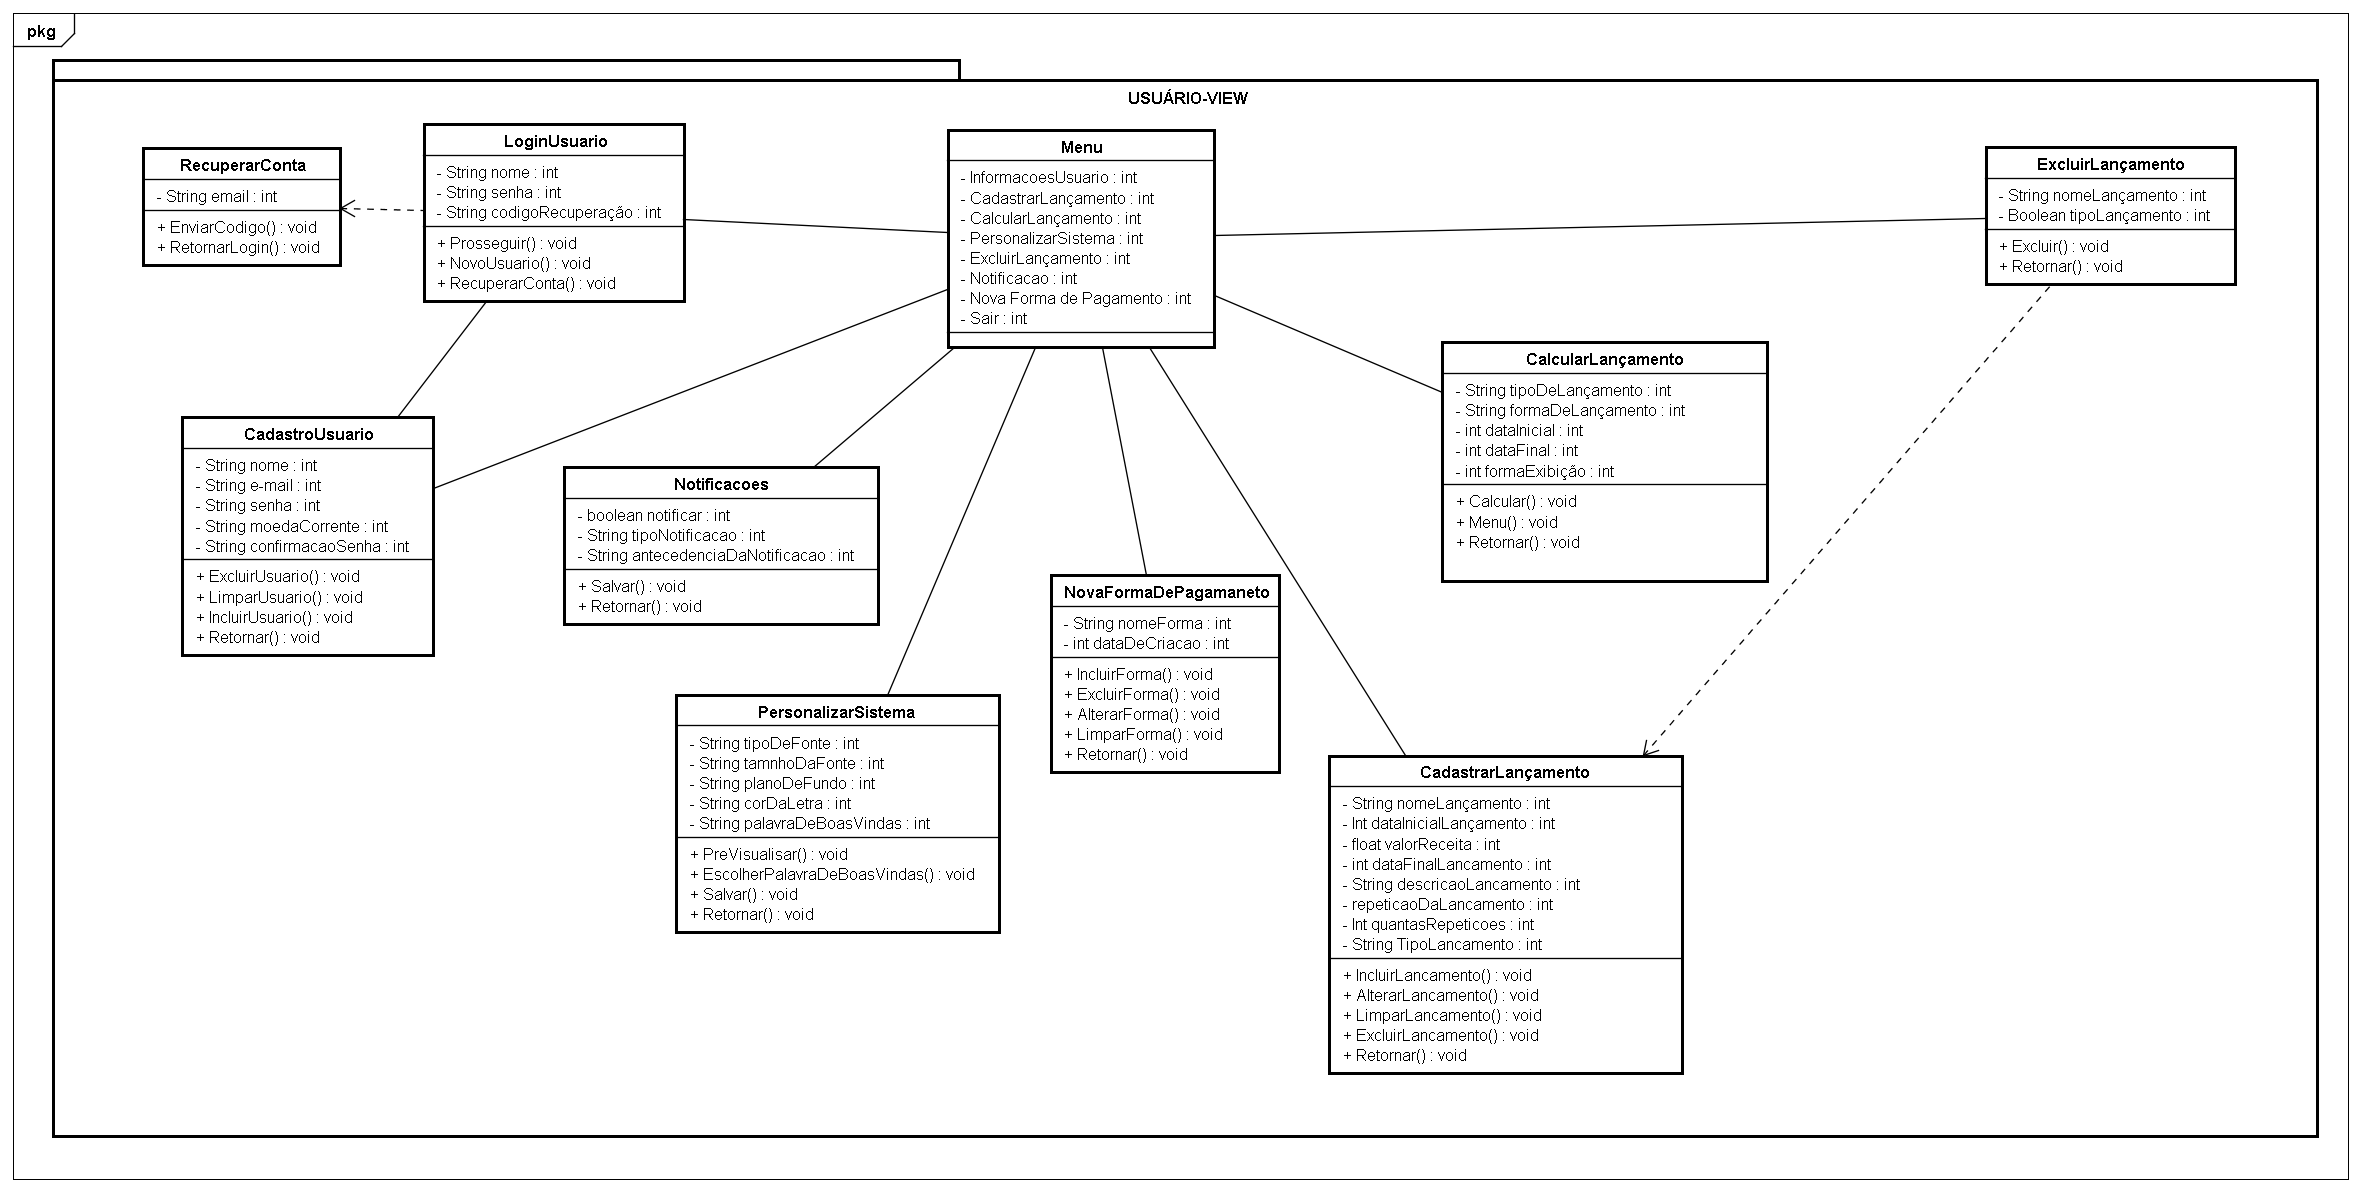 pkg
USUÁRIO-VIEW
RecuperarConta
- String email : int
+ EnviarCodigo() : void
+ RetornarLogin() : void
LoginUsuario
- String nome : int
- String senha : int
- String codigoRecuperação : int
+ Prosseguir() : void
+ NovoUsuario() : void
+ RecuperarConta() : void
Menu
- InformacoesUsuario : int
- CadastrarLançamento : int
- CalcularLançamento : int
- PersonalizarSistema : int
- ExcluirLançamento : int
- Notificacao : int
- Nova Forma de Pagamento : int
- Sair : int
ExcluirLançamento
- String nomeLançamento : int
- Boolean tipoLançamento : int
+ Excluir() : void
+ Retornar() : void
CalcularLançamento
- String tipoDeLançamento : int
- String formaDeLançamento : int
- int dataInicial : int
- int dataFinal : int
- int formaExibição : int
+ Calcular() : void
+ Menu() : void
+ Retornar() : void
CadastroUsuario
- String nome : int
- String e-mail : int
- String senha : int
- String moedaCorrente : int
- String confirmacaoSenha : int
+ ExcluirUsuario() : void
+ LimparUsuario() : void
+ IncluirUsuario() : void
+ Retornar() : void
Notificacoes
- boolean notificar : int
- String tipoNotificacao : int
- String antecedenciaDaNotificacao : int
+ Salvar() : void
+ Retornar() : void
NovaFormaDePagamaneto
- String nomeForma : int
- int dataDeCriacao : int
+ IncluirForma() : void
+ ExcluirForma() : void
+ AlterarForma() : void
+ LimparForma() : void
+ Retornar() : void
PersonalizarSistema
- String tipoDeFonte : int
- String tamnhoDaFonte : int
- String planoDeFundo : int
- String corDaLetra : int
- String palavraDeBoasVindas : int
+ PreVisualisar() : void
+ EscolherPalavraDeBoasVindas() : void
+ Salvar() : void
+ Retornar() : void
CadastrarLançamento
- String nomeLançamento : int
- Int dataInicialLançamento : int
- float valorReceita : int
- int dataFinalLancamento : int
- String descricaoLancamento : int
- repeticaoDaLancamento : int
- Int quantasRepeticoes : int
- String TipoLancamento : int
+ IncluirLancamento() : void
+ AlterarLancamento() : void
+ LimparLancamento() : void
+ ExcluirLancamento() : void
+ Retornar() : void